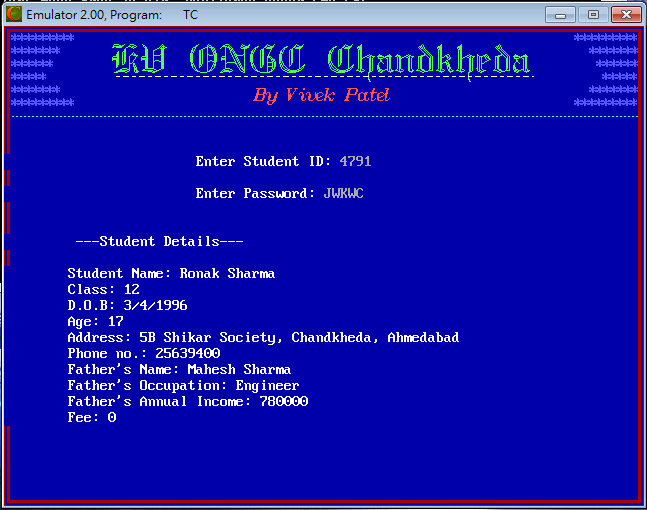 Emulator 2.00, Program: TC
KV ONGC Chandkheda
By Vivek Patel
Enter Student ID: 4791
Enter Password: JWKWC
---Student Details---
Student Name: Ronak Sharma
Class: 12
D.O.B: 3/4/1996
Age: 17
Address: 5B Shikar Society, Chandkheda, Ahmedabad
Phone no.: 25639400
Father's Name: Mahesh Sharma
Father's Occupation: Engineer
Father's Annual Income: 780000
Fee: 0